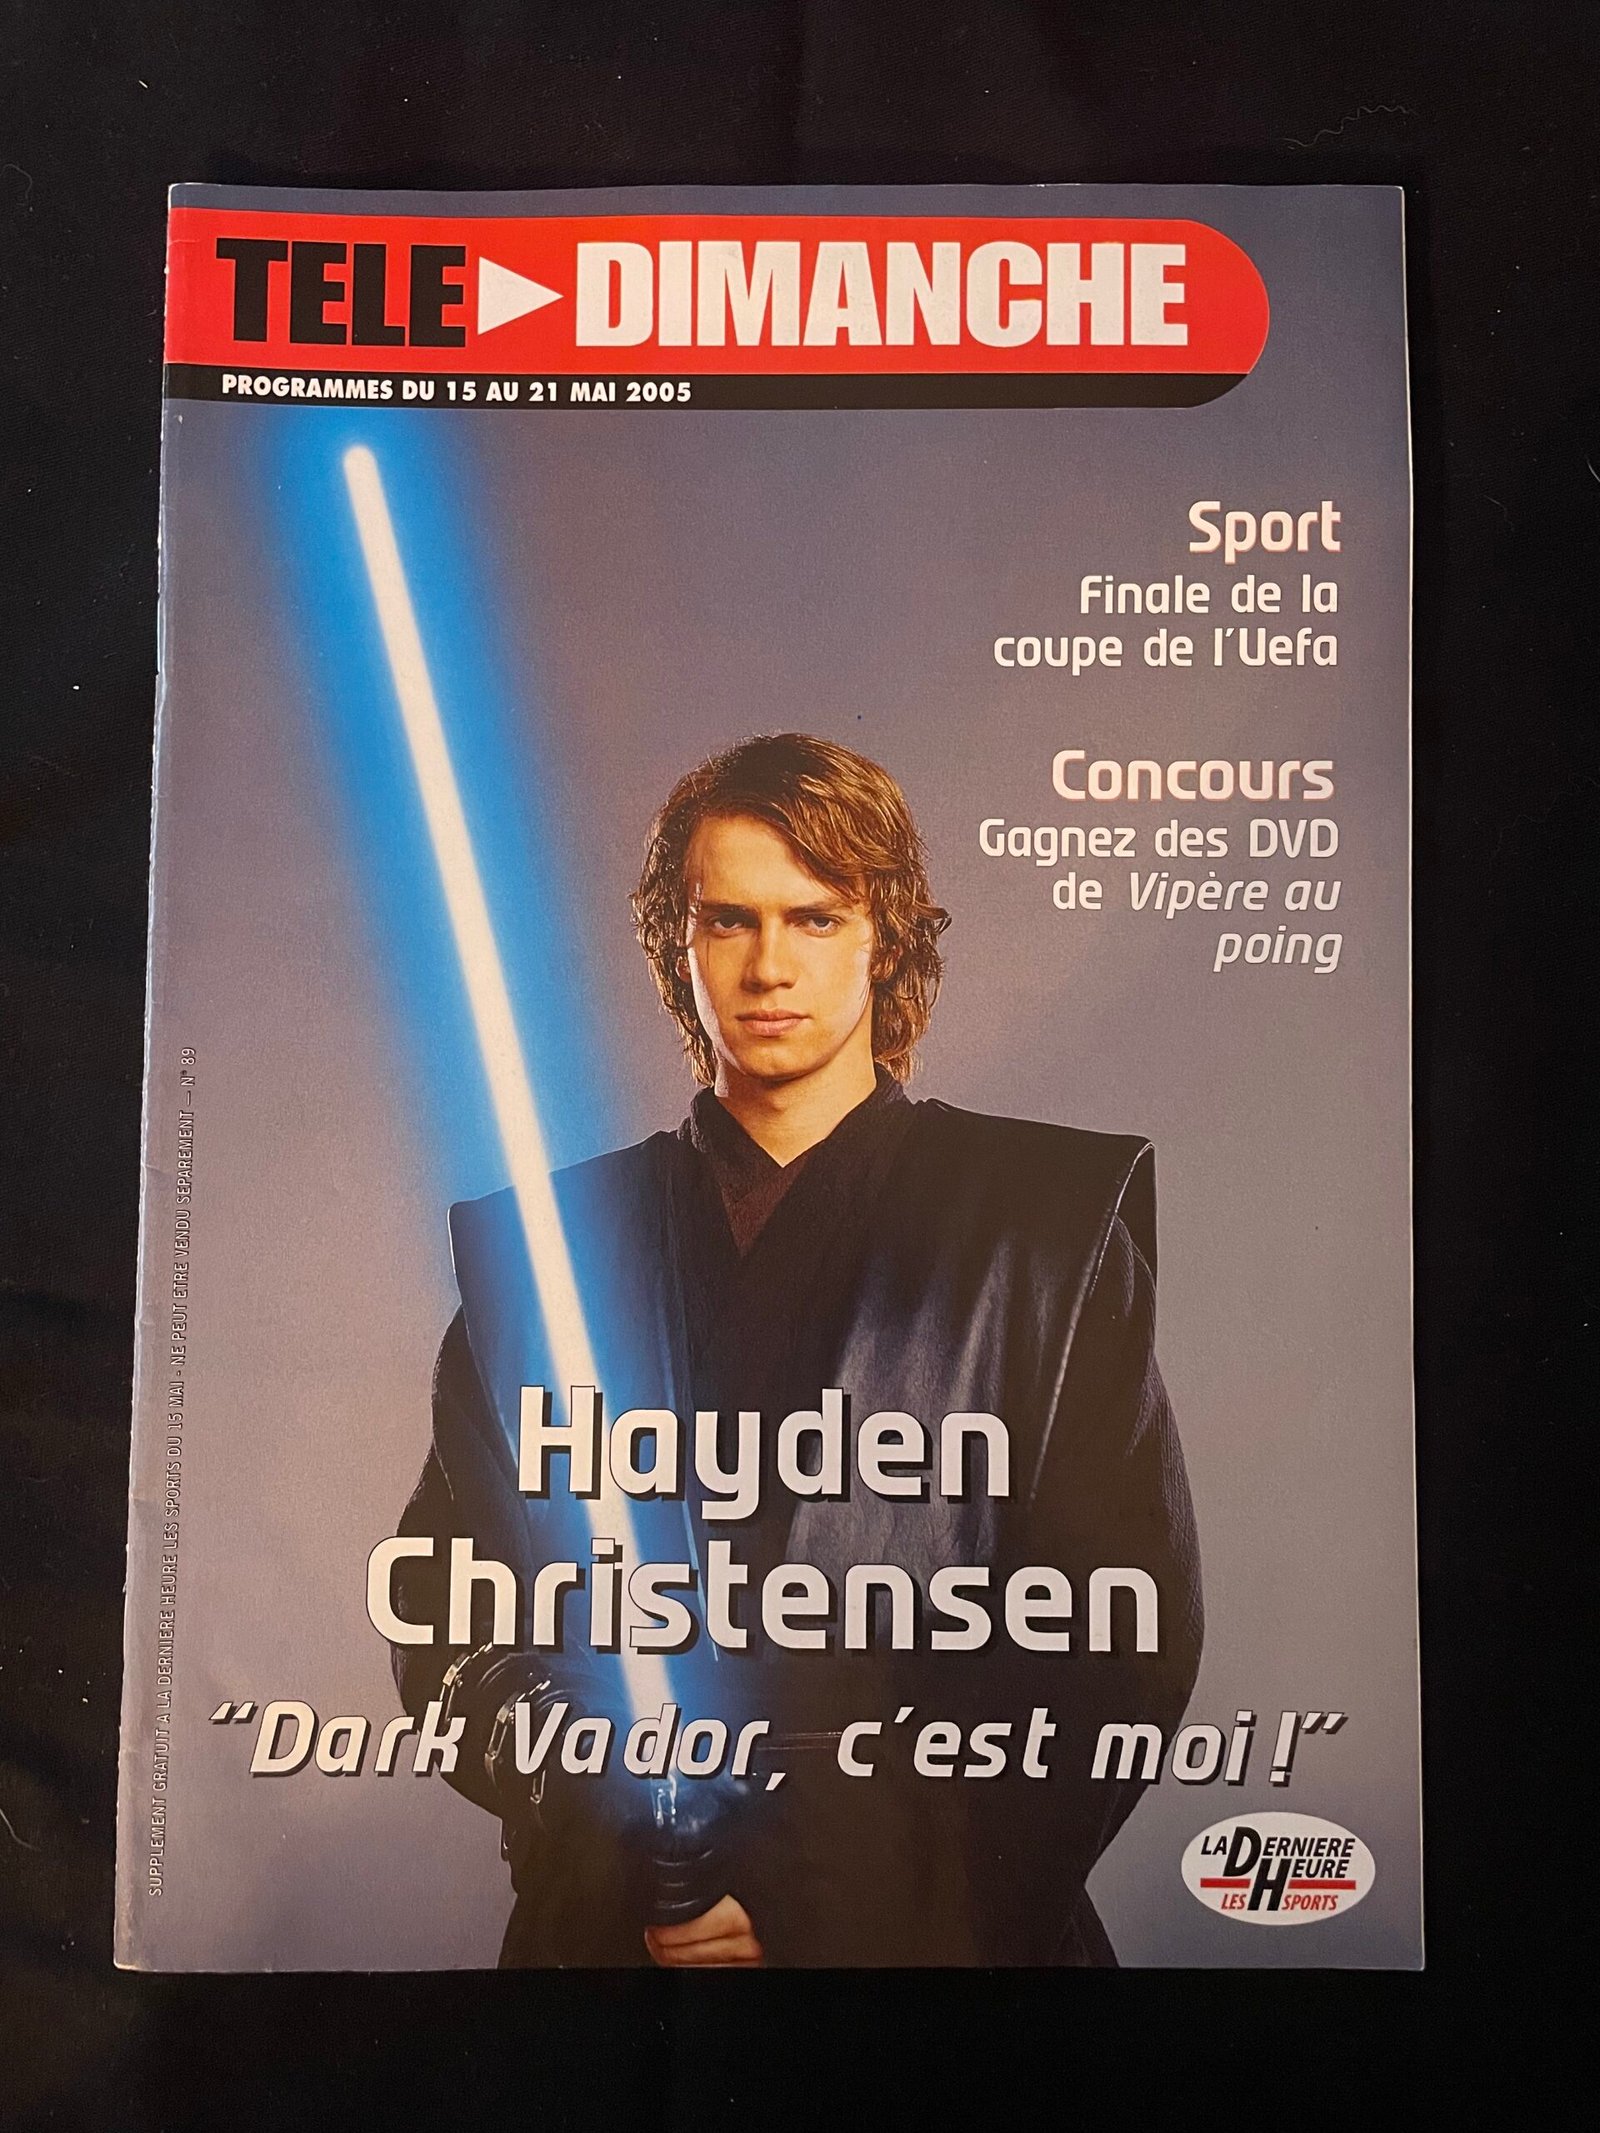 TELE DIMANCHE
PROGRAMMES DU 15 AU 21 MAI 2005
Sport
Finale de la
coupe de l'Uefa
Concours
Gagnez des DVD
de Vipère au
poing
SUPPLEMENT GRATUIT A LA DERNIERE HEURE LES SPORTS DU 15 MAI - NE PEUT ETRE VENDU SEPAREMENT – N° 89
Hayden
Christensen
"Dark Vador, c'est moi !"
LA DERNIERE
HEURE
LES SPORTS